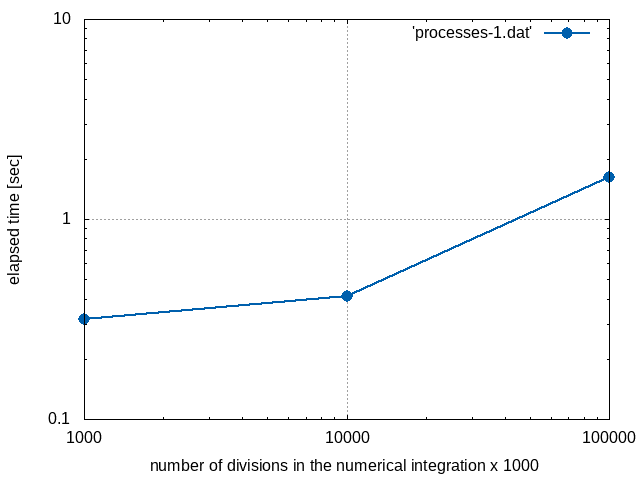 10
'processes-1.dat'
elapsed time [sec]
1
0.1
1000
10000
100000
number of divisions in the numerical integration x 1000